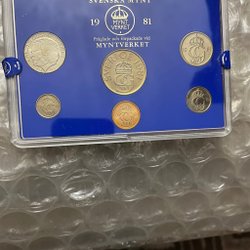 SVENSKA MYNT
19 81
MYNT
VERKET
Präglade och förpackade vid
MYNTVERKET